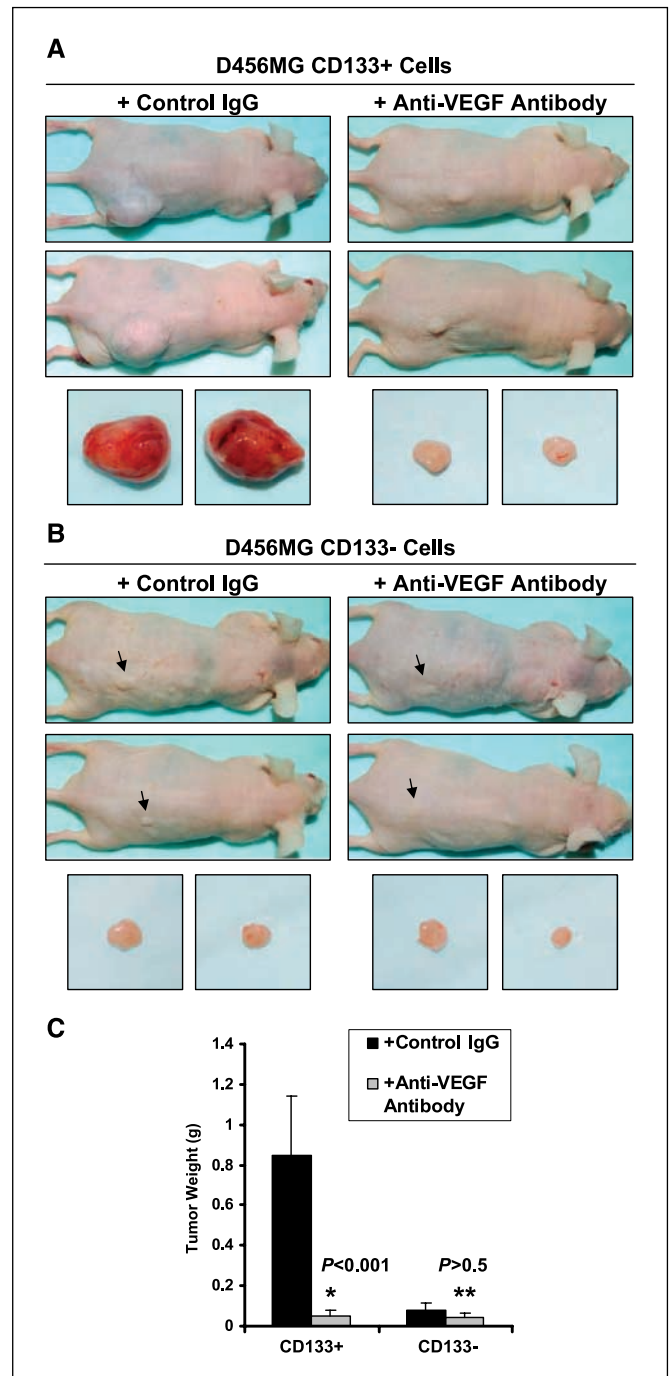 A
D456MG CD133+ Cells
+ Control IgG
+ Anti-VEGF Antibody
B
D456MG CD133- Cells
+ Control IgG
+ Anti-VEGF Antibody
C
1.4
1.2
1
0.8
0.6
0.4
0.2
0
Tumor Weight (g)
+Control IgG
+Anti-VEGF
Antibody
P<0.001
*
P>0.5
**
CD133+
CD133-